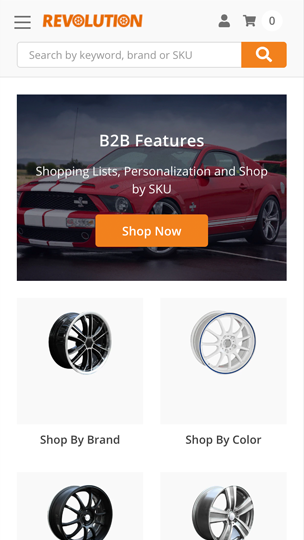 REVOLUTION
0
Search by keyword, brand or SKU
B2B Features
Shopping Lists, Personalization and Shop
by SKU
Shop Now
Shop By Brand
Shop By Color